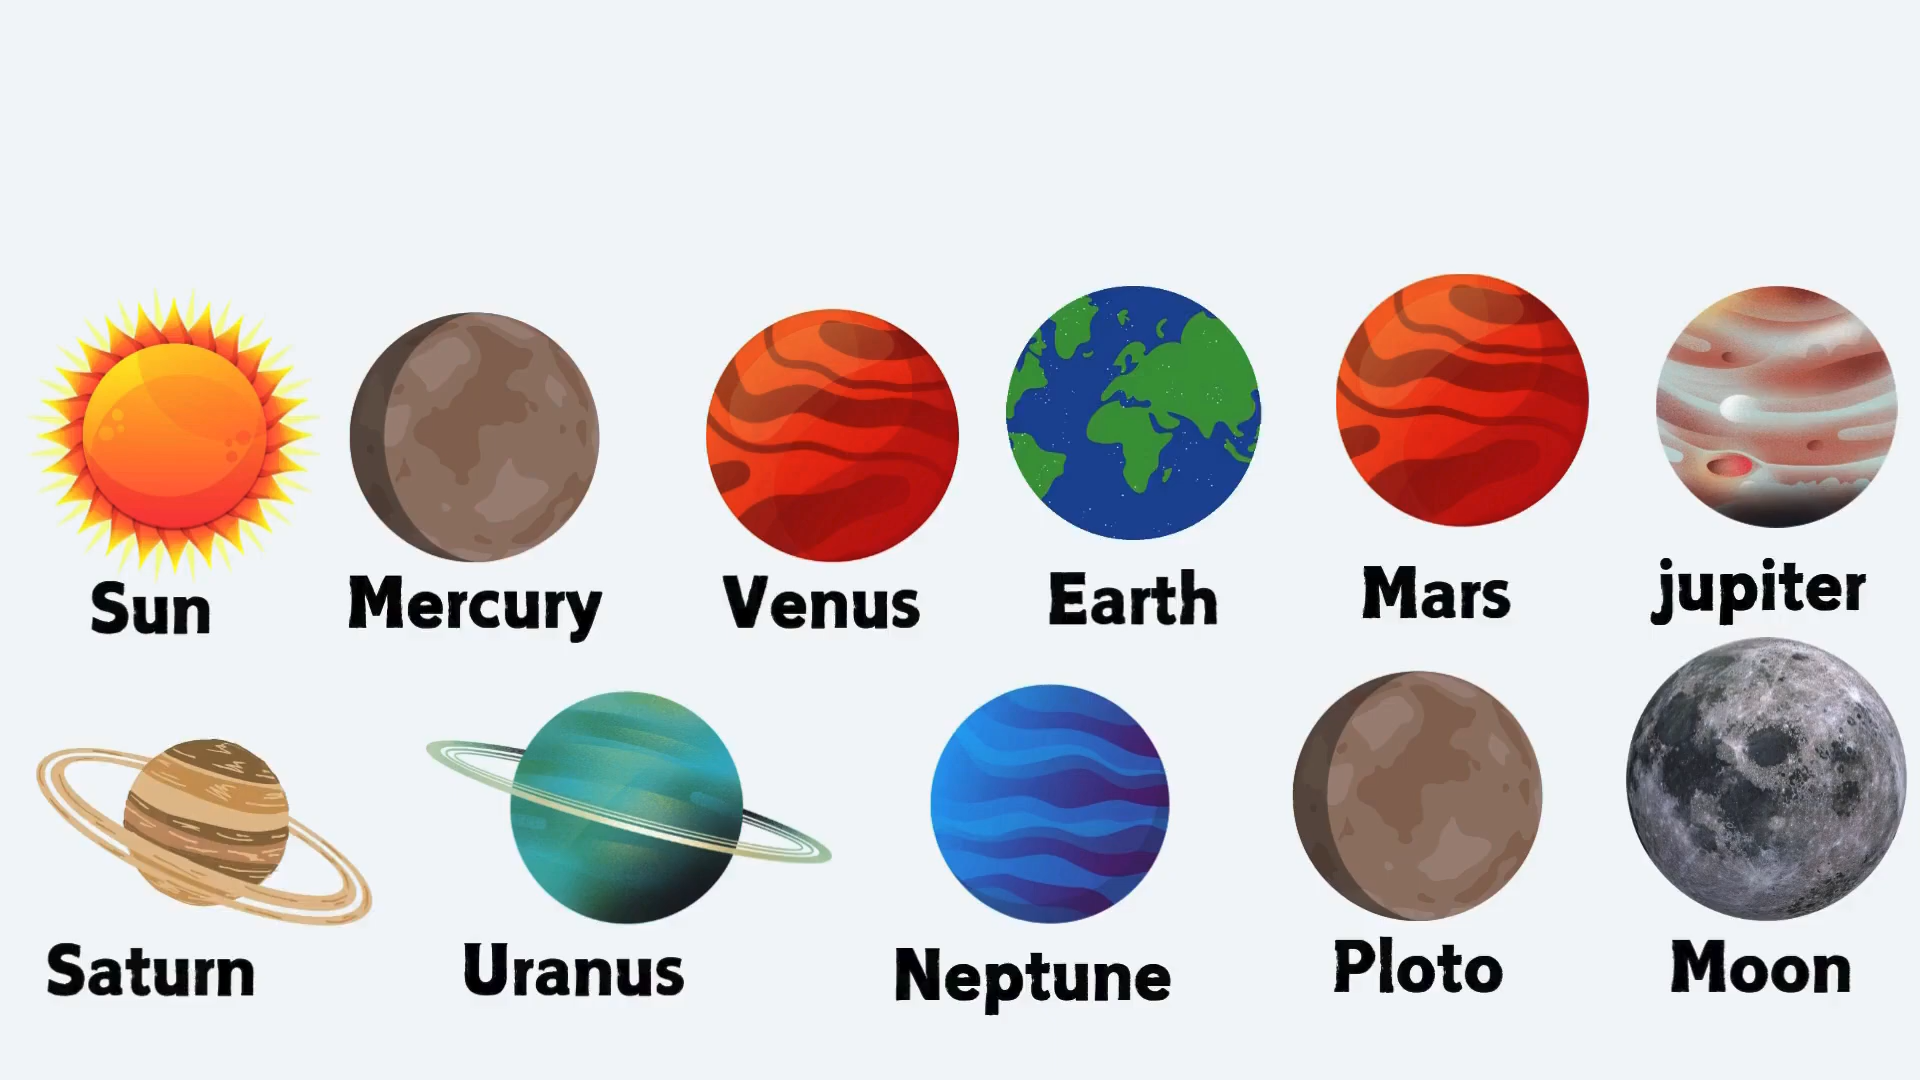 Sun
Mercury
Venus
Earth
Mars
jupiter
Saturn
Uranus
Neptune
Ploto
Moon